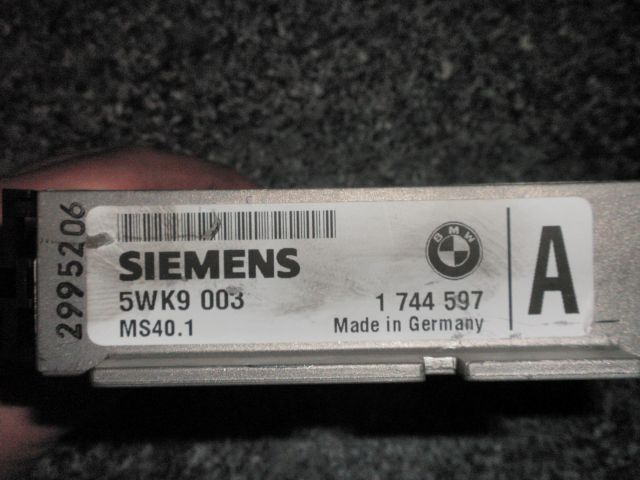 2995206
SIEMENS
BMW
5WK9 003
1 744 597
MS40.1
Made in Germany
A